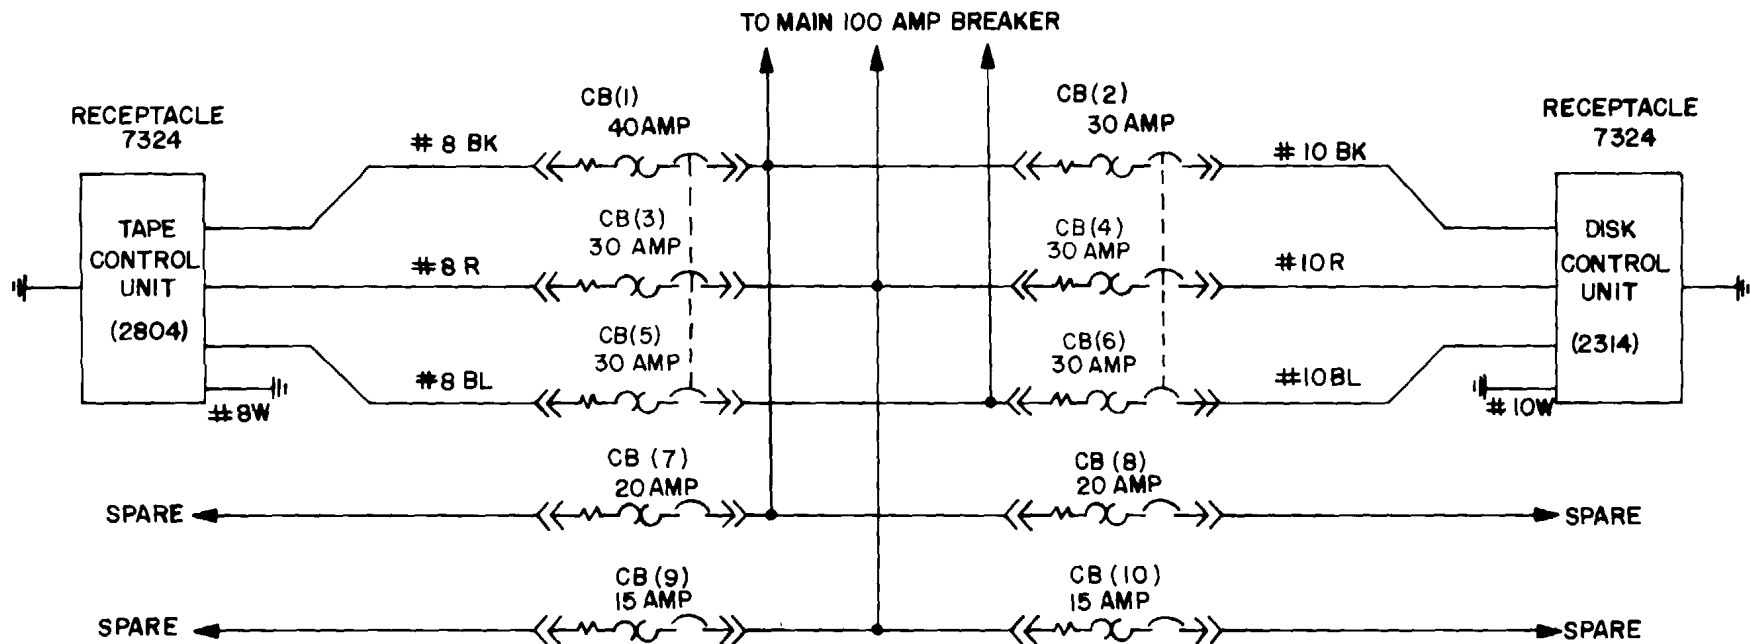 TO MAIN 100 AMP BREAKER
RECEPTACLE
7324
CB(1)
40 AMP
CB(2)
30 AMP
RECEPTACLE
7324
#8 BK
#10 BK
TAPE
CONTROL
UNIT
(2804)
CB(3)
30 AMP
CB(4)
30 AMP
DISK
CONTROL
UNIT
(2314)
#8 R
#10 R
CB(5)
30 AMP
CB(6)
30 AMP
#8 BL
#10 BL
#8W
#10W
CB (7)
20 AMP
CB (8)
20 AMP
SPARE
SPARE
CB (9)
15 AMP
CB (10)
15 AMP
SPARE
SPARE